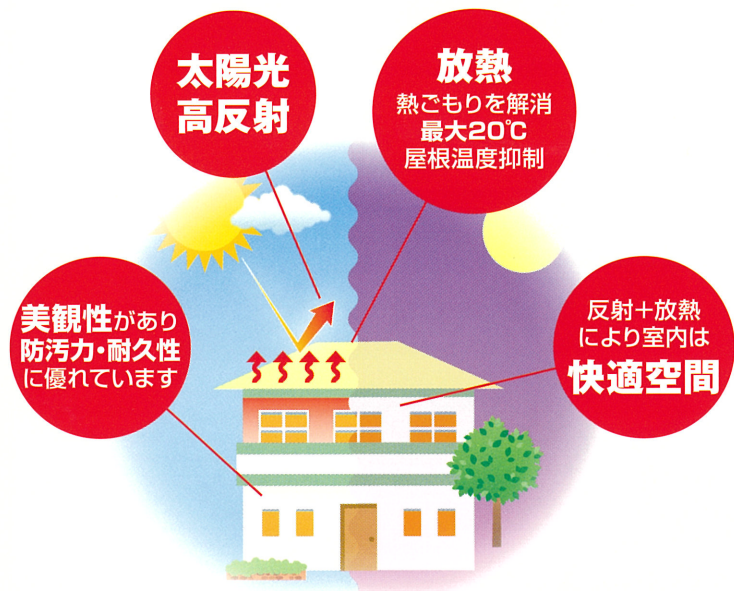 太陽光
高反射
放熱
熱ごもりを解消
最大20℃
屋根温度抑制
美観性があり
防汚力・耐久性
に優れています
反射+放熱
により室内は
快適空間